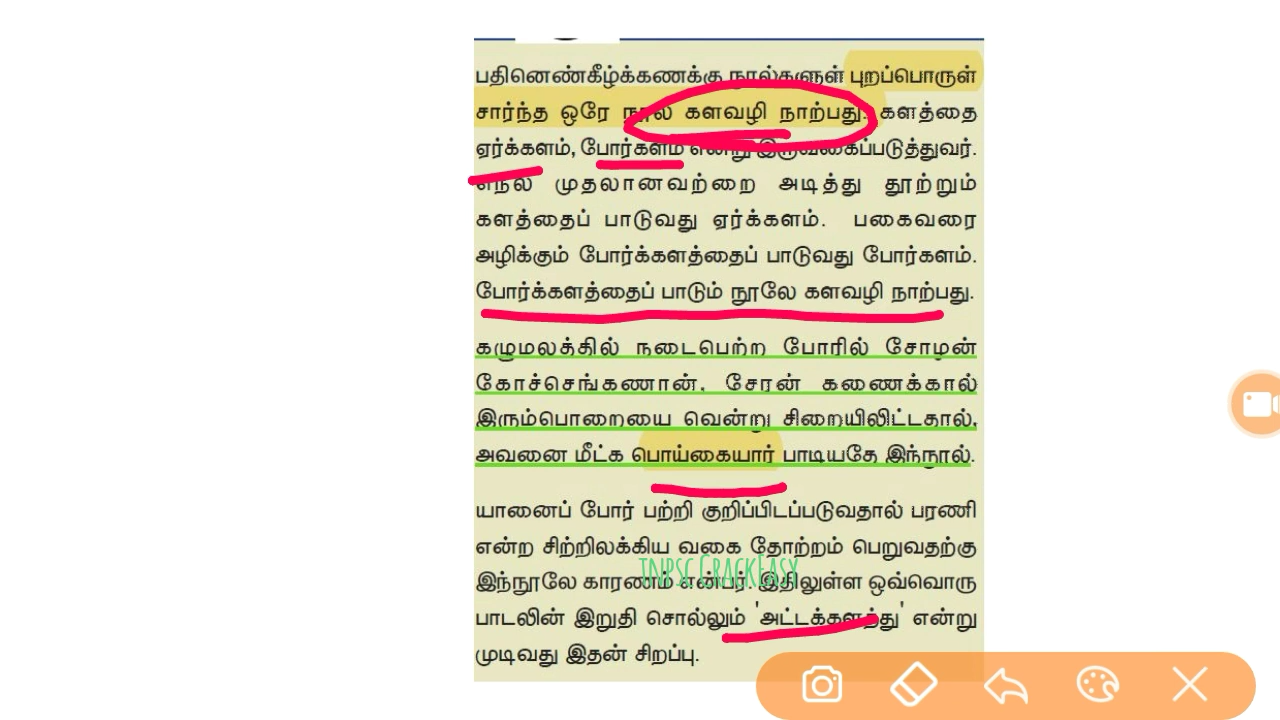 பதினெண்கீழ்க்கணக்கு நூல்களுள் புறப்பொருள்
சார்ந்த ஒரே நூல் களவழி நாற்பது. களத்தை
ஏர்க்களம், போர்களம் என்று இருவகைப்படுத்துவர்.
எநல் முதலானவற்றை அடித்து தூற்றும்
களத்தைப் பாடுவது ஏர்க்களம். பகைவரை
அழிக்கும் போர்க்களத்தைப் பாடுவது போர்களம்.
போர்க்களத்தைப் பாடும் நூலே களவழி நாற்பது.
கழுமலத்தில் நடைபெற்ற போரில் சோழன்
கோச்செங்கணான், சேரன் கணைக்கால்
இரும்பொறையை வென்று சிறையிலிட்டதால்,
அவனை மீட்க பொய்கையார் பாடியதே இந்நூல்.
யானைப் போர் பற்றி குறிப்பிடப்படுவதால் பரணி
என்ற சிற்றிலக்கிய வகை தோற்றம் பெறுவதற்கு
இந்நூலே காரணம் என்பர். இதிலுள்ள ஒவ்வொரு
பாடலின் இறுதி சொல்லும் 'அட்டக்களத்து' என்று
முடிவது இதன் சிறப்பு.
TNPSC CRACKEASY